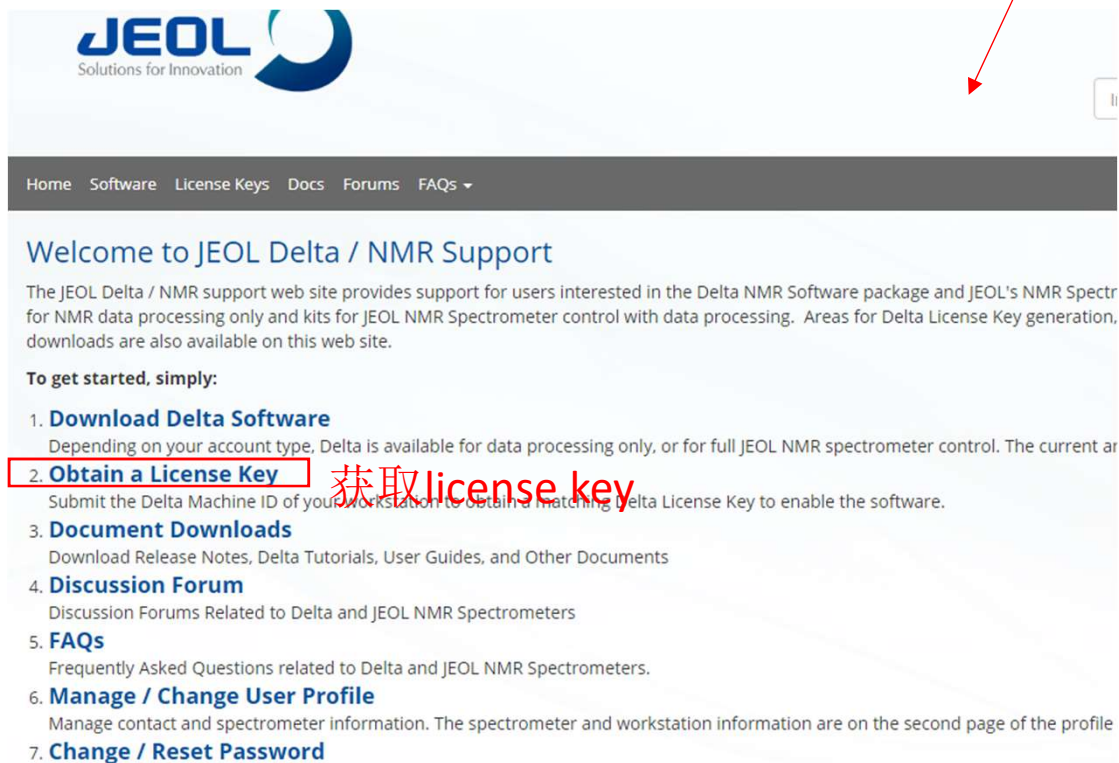 JEOL
Solutions for Innovation
Home Software License Keys Docs Forums FAQs
Welcome to JEOL Delta / NMR Support
The JEOL Delta / NMR support web site provides support for users interested in the Delta NMR Software package and JEOL's NMR Spectr
for NMR data processing only and kits for JEOL NMR Spectrometer control with data processing. Areas for Delta License Key generation,
downloads are also available on this web site.
To get started, simply:
1. Download Delta Software
Depending on your account type, Delta is available for data processing only, or for full JEOL NMR spectrometer control. The current ar
2. Obtain a License Key
获取license key
Submit the Delta Machine ID of your workstation to obtain a matching Delta License Key to enable the software.
3. Document Downloads
Download Release Notes, Delta Tutorials, User Guides, and Other Documents
4. Discussion Forum
Discussion Forums Related to Delta and JEOL NMR Spectrometers
5. FAQs
Frequently Asked Questions related to Delta and JEOL NMR Spectrometers.
6. Manage / Change User Profile
Manage contact and spectrometer information. The spectrometer and workstation information are on the second page of the profile
7. Change / Reset Password